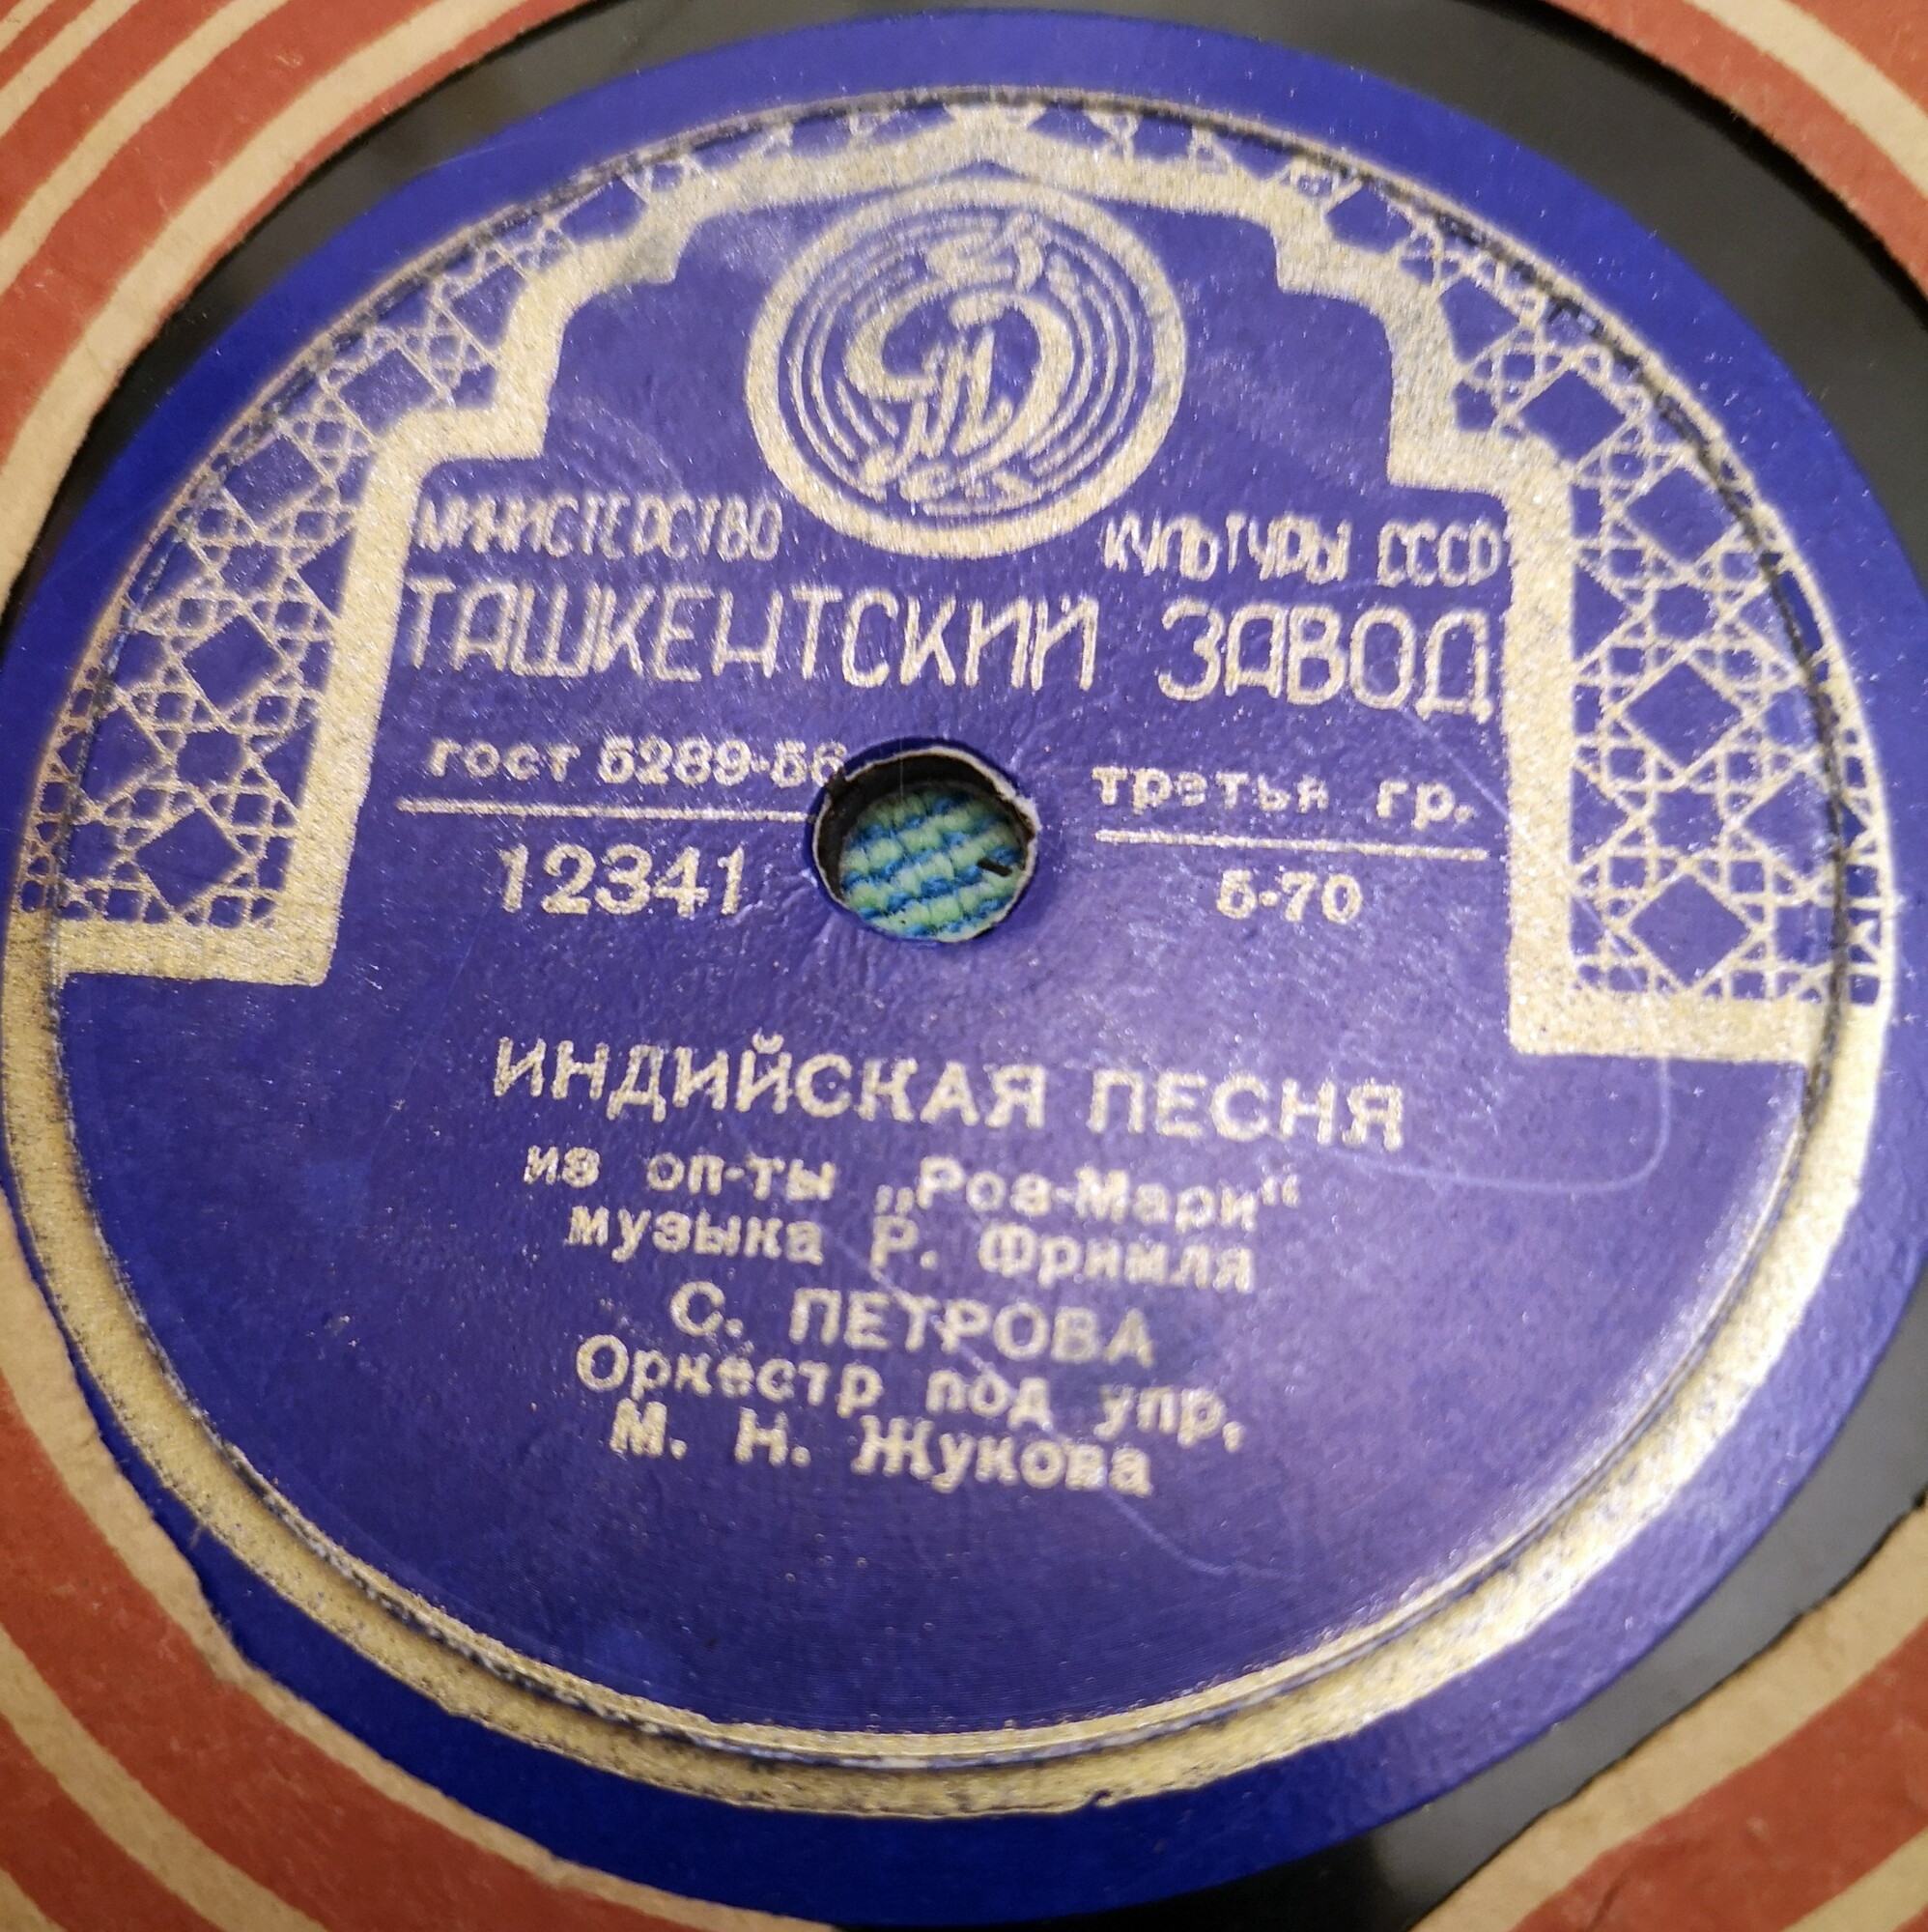 МИНИСТЕРСТВО КУЛЬТУРЫ СССР
ТАШКЕНТСКИЙ ЗАВОД
гост 5289-56 третья гр.
12341 5-70
ИНДИЙСКАЯ ПЕСНЯ
из оп-ты „Роз-Мари“
музыка Р. Фримля
С. ПЕТРОВА
Оркестр под упр.
М. Н. Жукова